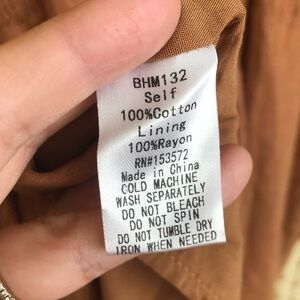 BHM132
Self
100%Cotton
Lining
100%Rayon
RN#153572
Made in China
COLD MACHINE
WASH SEPARATELY
DO NOT BLEACH
DO NOT SPIN
DO NOT TUMBLE DRY
IRON WHEN NEEDED